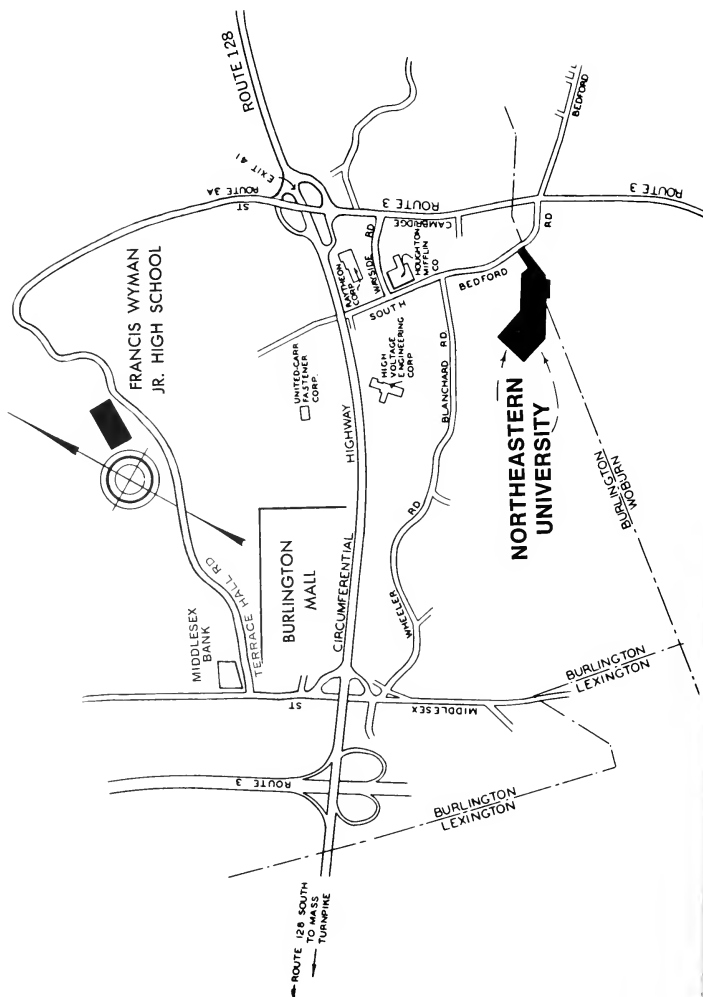 ROUTE 128
EXIT 41
ROUTE 3A
ST
FRANCIS WYMAN
JR. HIGH SCHOOL
ROUTE 3
CAMBRIDGE
BEDFORD
ROUTE 3
RD
WAYSIDE RD
RAYTHEON
CORP.
HOUGHTON
MIFFLIN
CO
SOUTH
BEDFORD
UNITED-CARR
FASTENER
CORP.
HIGH
VOLTAGE
ENGINEERING
CORP
BLANCHARD RD.
HIGHWAY
CIRCUMFERENTIAL
NORTHEASTERN
UNIVERSITY
BURLINGTON
WOBURN
TERRACE HALL RD
MIDDLESEX
BANK
BURLINGTON
MALL
WHEELER
RD
ST
MIDDLESEX
BURLINGTON
LEXINGTON
ROUTE 3
BURLINGTON
LEXINGTON
ROUTE 128 SOUTH
TO MASS
TURNPIKE